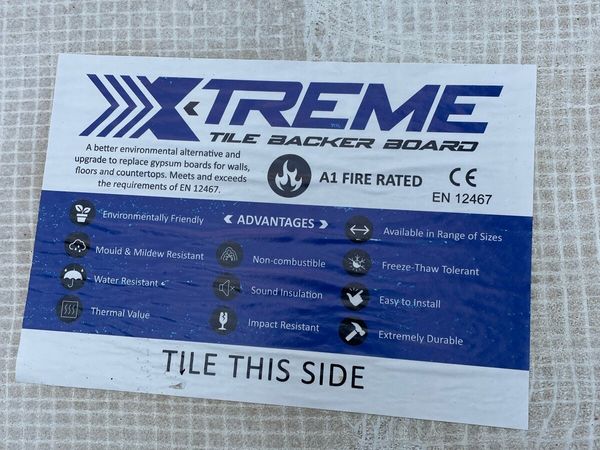 X-TREME
TILE BACKER BOARD
A better environmental alternative and
upgrade to replace gypsum boards for walls,
floors and countertops. Meets and exceeds
the requirements of EN 12467.
A1 FIRE RATED
CE
EN 12467
ADVANTAGES
Environmentally Friendly
Mould & Mildew Resistant
Water Resistant
Thermal Value
Non-combustible
Sound Insulation
Impact Resistant
Available in Range of Sizes
Freeze-Thaw Tolerant
Easy to Install
Extremely Durable
TILE THIS SIDE